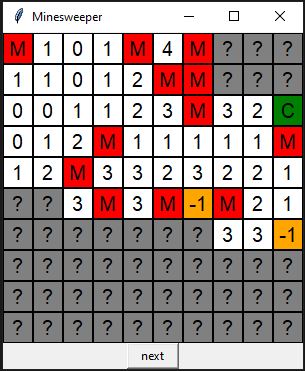 Minesweeper
M 1 0 1 M 4 M ? ? ?
1 1 0 1 2 M M ? ? ?
0 0 1 1 2 3 M 3 2 C
0 1 2 M 1 1 1 1 1 M
1 2 M 3 3 2 3 2 2 1
? ? 3 M 3 M -1 M 2 1
? ? ? ? ? ? ? 3 3 -1
? ? ? ? ? ? ? ? ? ?
? ? ? ? ? ? ? ? ? ?
? ? ? ? ? ? ? ? ? ?
next